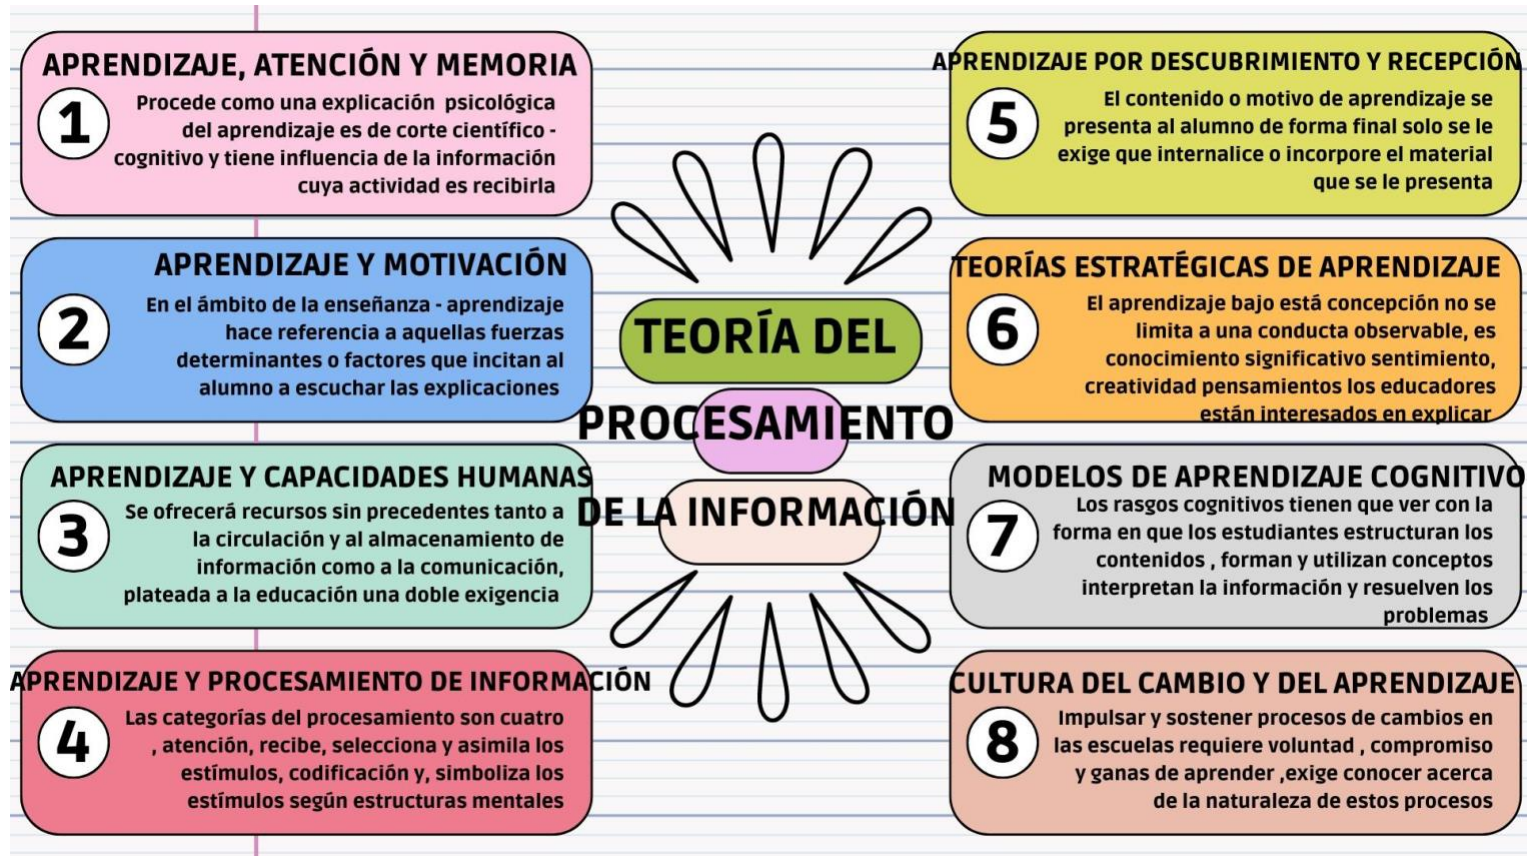 APRENDIZAJE, ATENCIÓN Y MEMORIA
1
Procede como una explicación psicológica
del aprendizaje es de corte científico -
cognitivo y tiene influencia de la información
cuya actividad es recibirla
APRENDIZAJE Y MOTIVACIÓN
2
En el ámbito de la enseñanza - aprendizaje
hace referencia a aquellas fuerzas
determinantes o factores que incitan al
alumno a escuchar las explicaciones
APRENDIZAJE Y CAPACIDADES HUMANAS
3
Se ofrecerá recursos sin precedentes tanto a
la circulación y al almacenamiento de
información como a la comunicación,
plateada a la educación una doble exigencia
APRENDIZAJE Y PROCESAMIENTO DE INFORMACIÓN
4
Las categorías del procesamiento son cuatro
, atención, recibe, selecciona y asimila los
estímulos, codificación y, simboliza los
estímulos según estructuras mentales
TEORÍA DEL
PROCESAMIENTO
DE LA INFORMACIÓN
APRENDIZAJE POR DESCUBRIMIENTO Y RECEPCIÓN
5
El contenido o motivo de aprendizaje se
presenta al alumno de forma final solo se le
exige que internalice o incorpore el material
que se le presenta
TEORÍAS ESTRATÉGICAS DE APRENDIZAJE
6
El aprendizaje bajo está concepción no se
limita a una conducta observable, es
conocimiento significativo sentimiento,
creatividad pensamientos los educadores
están interesados en explicar
MODELOS DE APRENDIZAJE COGNITIVO
7
Los rasgos cognitivos tienen que ver con la
forma en que los estudiantes estructuran los
contenidos , forman y utilizan conceptos
interpretan la información y resuelven los
problemas
CULTURA DEL CAMBIO Y DEL APRENDIZAJE
8
Impulsar y sostener procesos de cambios en
las escuelas requiere voluntad , compromiso
y ganas de aprender ,exige conocer acerca
de la naturaleza de estos procesos